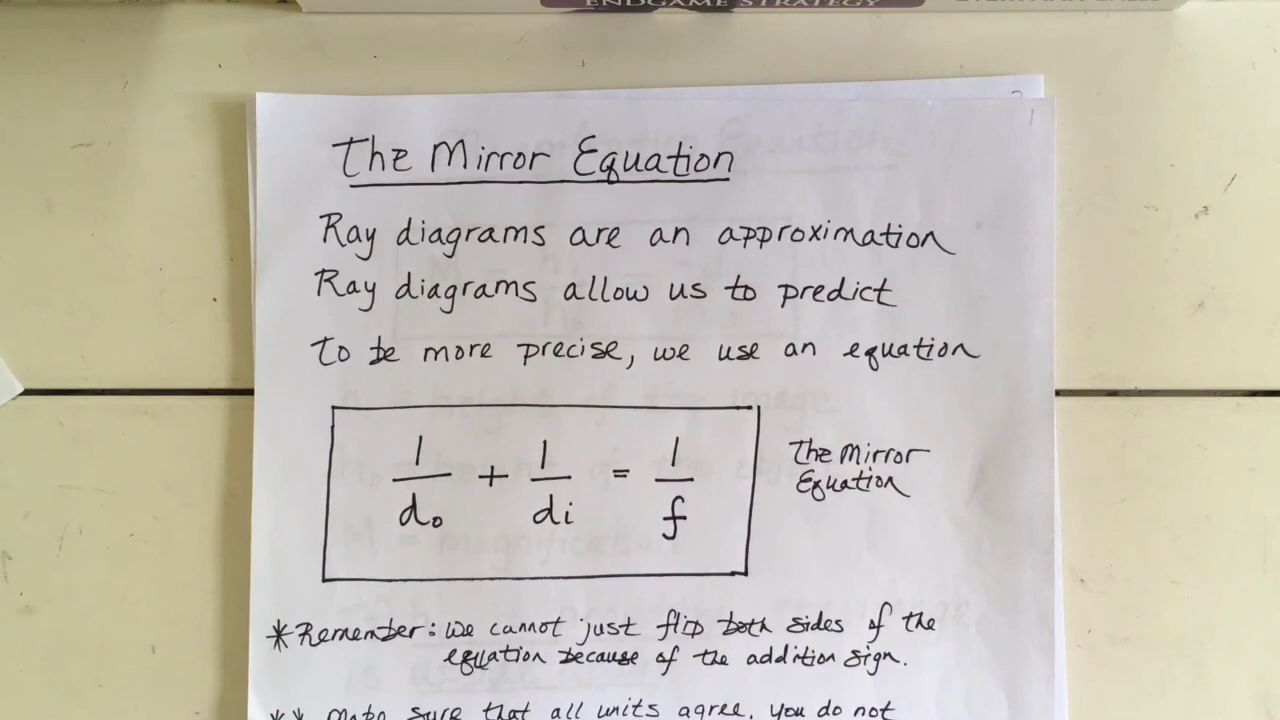 ENDGAME STRATEGY
The Mirror Equation
Ray diagrams are an approximation
Ray diagrams allow us to predict
To be more precise, we use an equation
1/do + 1/di = 1/f
The Mirror
Equation
*Remember: We cannot just flip both sides of the
equation because of the addition sign.
** Make sure that all units agree, you do not